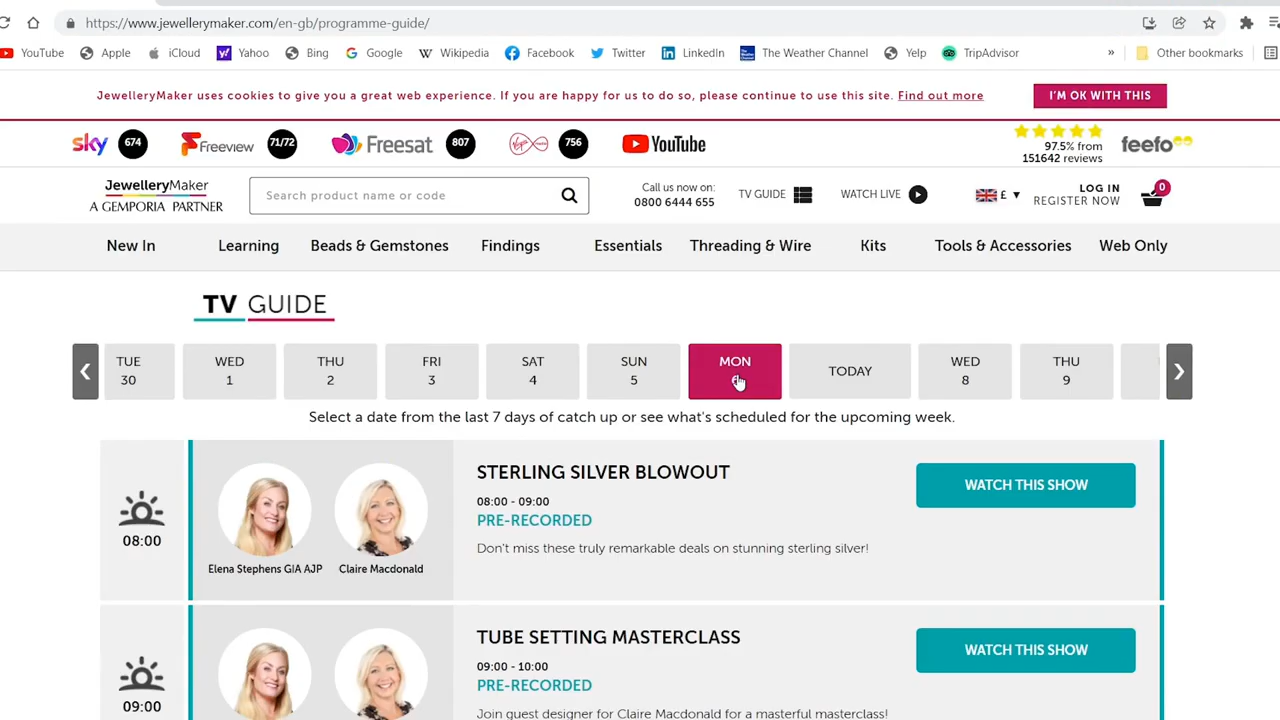 https://www.jewellerymaker.com/en-gb/programme-guide/
YouTube Apple iCloud Yahoo Bing Google Wikipedia Facebook Twitter LinkedIn The Weather Channel Yelp TripAdvisor » Other bookmarks
JewelleryMaker uses cookies to give you a great web experience. If you are happy for us to do so, please continue to use this site. Find out more
I'M OK WITH THIS
sky 674 Freeview 71/72 Freesat 807 756 YouTube
97.5% from
151642 reviews
feefo
JewelleryMaker
A GEMPORIA PARTNER
Search product name or code
Call us now on:
0800 6444 655
TV GUIDE
WATCH LIVE
£ ▼
LOG IN
REGISTER NOW
0
New In Learning Beads & Gemstones Findings Essentials Threading & Wire Kits Tools & Accessories Web Only
TV GUIDE
TUE WED THU FRI SAT SUN MON TODAY WED THU
30 1 2 3 4 5 8 9
Select a date from the last 7 days of catch up or see what's scheduled for the upcoming week.
08:00
Elena Stephens GIA AJP
Claire Macdonald
STERLING SILVER BLOWOUT
08:00 - 09:00
PRE-RECORDED
Don't miss these truly remarkable deals on stunning sterling silver!
WATCH THIS SHOW
09:00
TUBE SETTING MASTERCLASS
09:00 - 10:00
PRE-RECORDED
Join guest designer for Claire Macdonald for a masterful masterclass!
WATCH THIS SHOW